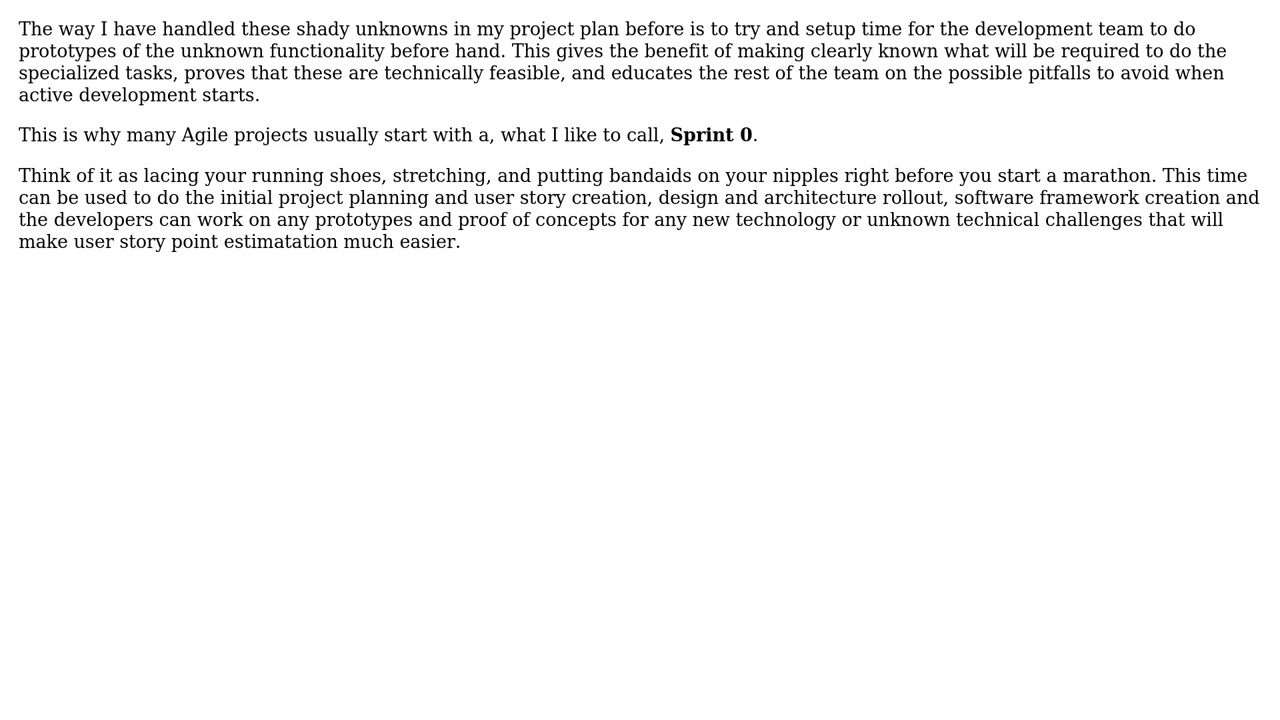 The way I have handled these shady unknowns in my project plan before is to try and setup time for the development team to do
prototypes of the unknown functionality before hand. This gives the benefit of making clearly known what will be required to do the
specialized tasks, proves that these are technically feasible, and educates the rest of the team on the possible pitfalls to avoid when
active development starts.
This is why many Agile projects usually start with a, what I like to call, Sprint 0.
Think of it as lacing your running shoes, stretching, and putting bandaids on your nipples right before you start a marathon. This time
can be used to do the initial project planning and user story creation, design and architecture rollout, software framework creation and
the developers can work on any prototypes and proof of concepts for any new technology or unknown technical challenges that will
make user story point estimatation much easier.